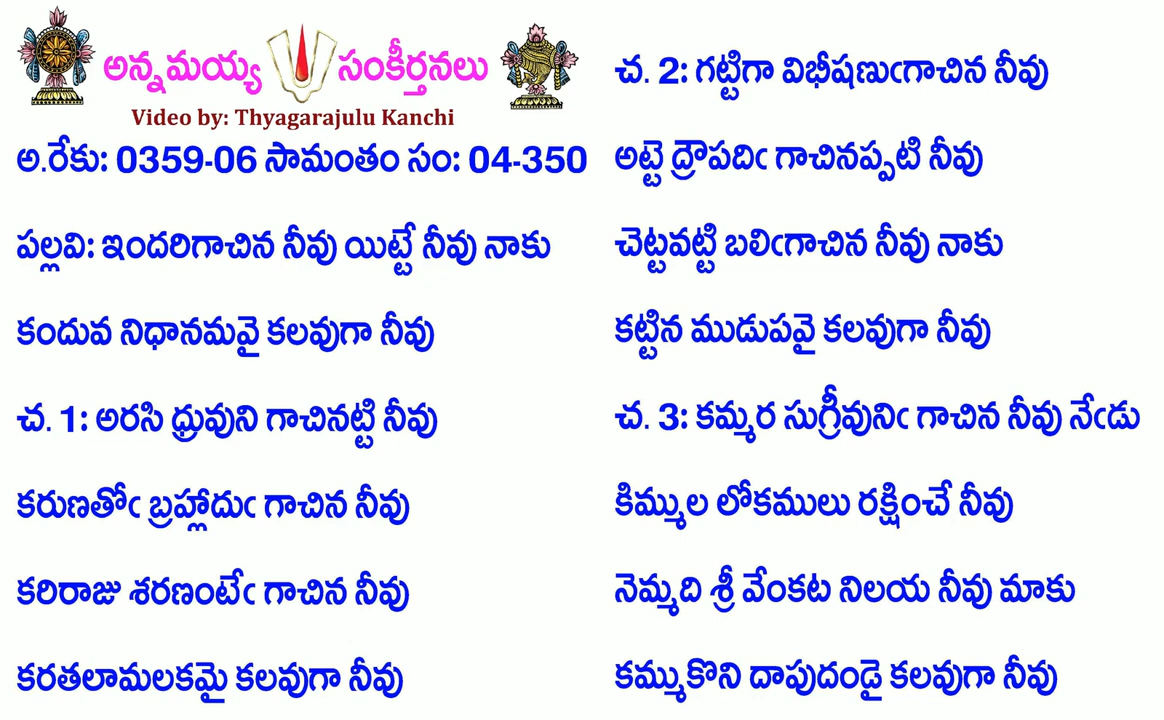 అన్నమయ్య సంకీర్తనలు
Video by: Thyagarajulu Kanchi
అ.రేకు: 0359-06 సామంతం సం: 04-350
పల్లవి: ఇందరిగాచిన నీవు యిట్టే నీవు నాకు
కందువ నిధానమవై కలవుగా నీవు
చ. 1: అరసి ధ్రువుని గాచినట్టి నీవు
కరుణతోఁ బ్రహ్లాదుఁ గాచిన నీవు
కరిరాజు శరణంటేఁ గాచిన నీవు
కరతలామలకమై కలవుగా నీవు
చ. 2: గట్టిగా విభీషణుఁగాచిన నీవు
అట్టె ద్రౌపదిఁ గాచినప్పటి నీవు
చెట్టవట్టి బలిఁగాచిన నీవు నాకు
కట్టిన ముడుపవై కలవుగా నీవు
చ. 3: కమ్మర సుగ్రీవునిఁ గాచిన నీవు నేఁడు
కిమ్ముల లోకములు రక్షించే నీవు
నెమ్మది శ్రీ వేంకట నిలయ నీవు మాకు
కమ్ముకొని దాపుదండై కలవుగా నీవు